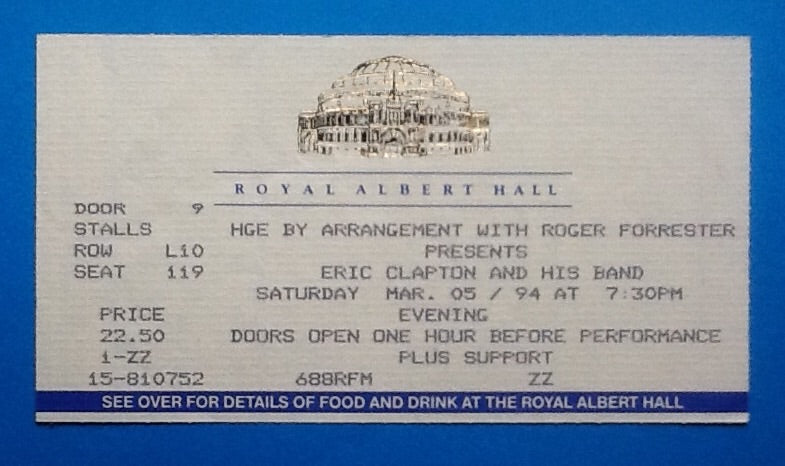 ROYAL ALBERT HALL
DOOR 9
STALLS HGE BY ARRANGEMENT WITH ROGER FORRESTER
ROW L10 PRESENTS
SEAT 119 ERIC CLAPTON AND HIS BAND
SATURDAY MAR. 05 / 94 AT 7:30PM
PRICE EVENING
22.50 DOORS OPEN ONE HOUR BEFORE PERFORMANCE
1-ZZ PLUS SUPPORT
15-810752 688RFM ZZ
SEE OVER FOR DETAILS OF FOOD AND DRINK AT THE ROYAL ALBERT HALL